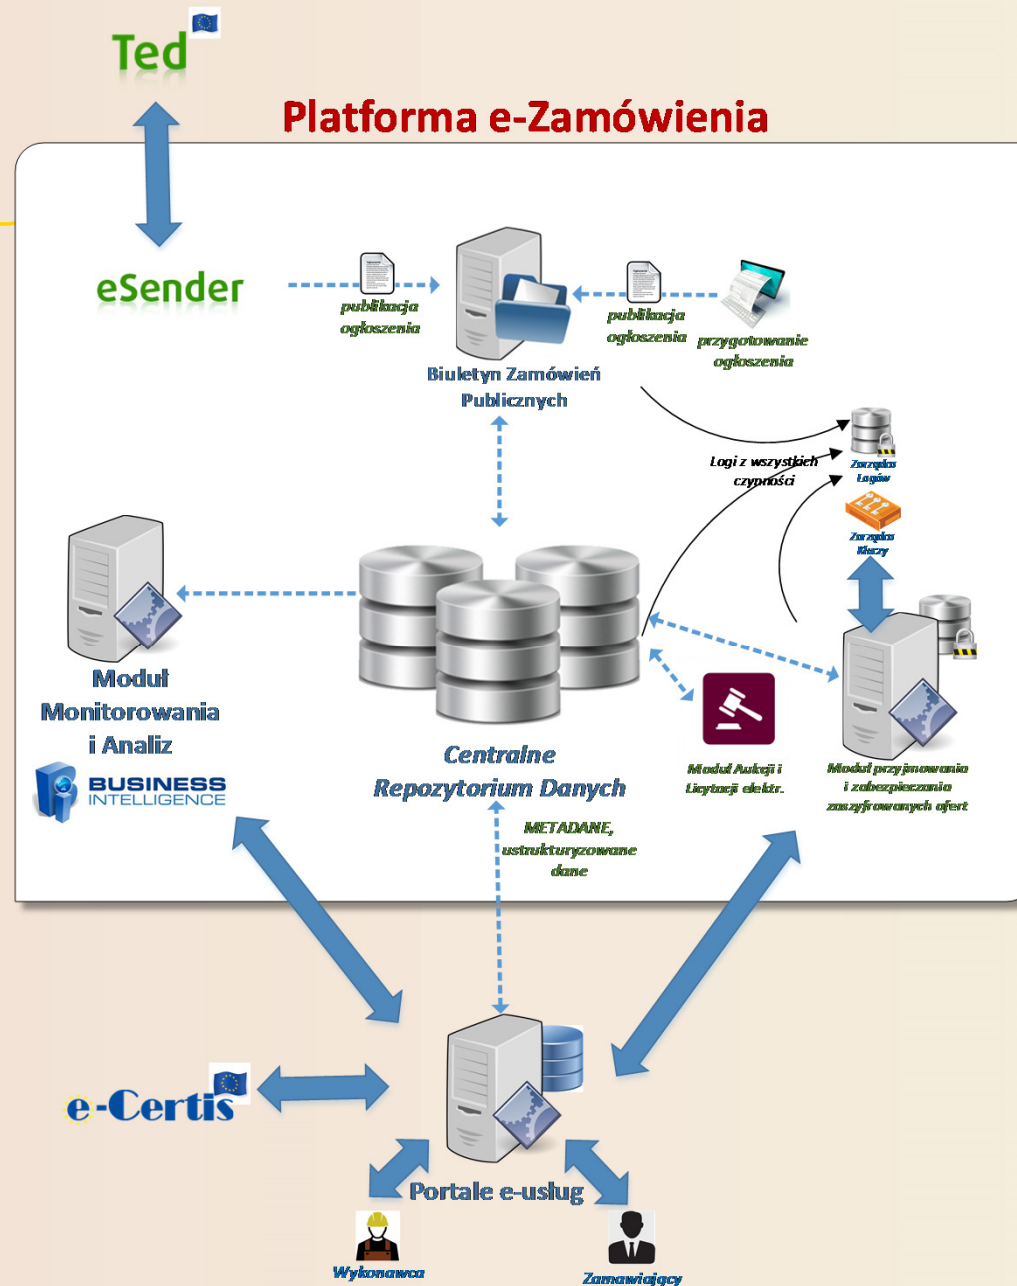 Ted
Platforma e-Zamówienia
eSender
publikacja
ogłoszenia
publikacja
ogłoszenia
przygotowanie
ogłoszenia
Biuletyn Zamówień
Publicznych
Logi z wszystkich
czynności
Zarządca
Logów
Zarządca
Kluczy
Moduł
Monitorowania
i Analiz
BUSINESS
INTELLIGENCE
Centralne
Repozytorium Danych
Moduł Aukcji i
Licytacji elektr.
Moduł przyjmowania
i zabezpieczania
zaszyfrowanych ofert
METADANE,
ustrukturyzowane
dane
e-Certis
Portale e-usług
Wykonawca
Zamawiający